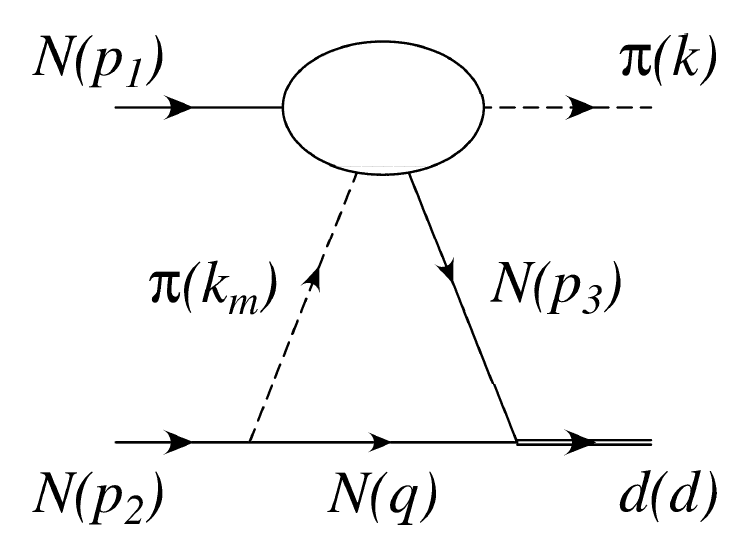 N(p₁) π(k)
π(kₘ) N(p₃)
N(p₂) N(q) d(d)